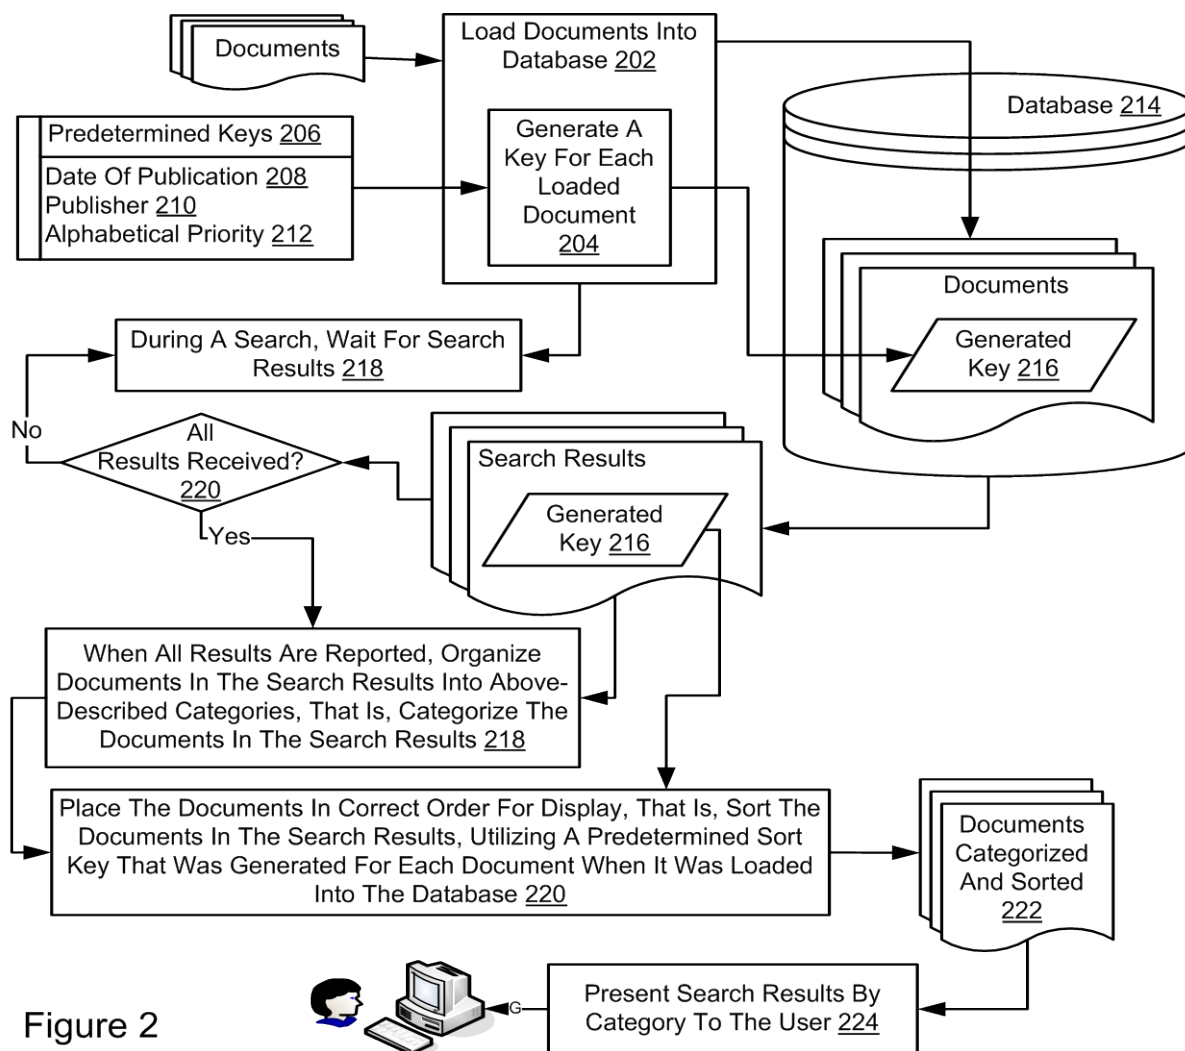 Documents
Load Documents Into
Database 202
Database 214
Predetermined Keys 206
Date Of Publication 208
Publisher 210
Alphabetical Priority 212
Generate A
Key For Each
Loaded
Document
204
Documents
Generated
Key 216
During A Search, Wait For Search
Results 218
No
All
Results Received?
220
Yes
Search Results
Generated
Key 216
When All Results Are Reported, Organize
Documents In The Search Results Into Above-
Described Categories, That Is, Categorize The
Documents In The Search Results 218
Place The Documents In Correct Order For Display, That Is, Sort The
Documents In The Search Results, Utilizing A Predetermined Sort
Key That Was Generated For Each Document When It Was Loaded
Into The Database 220
Documents
Categorized
And Sorted
222
Present Search Results By
Category To The User 224
G
Figure 2